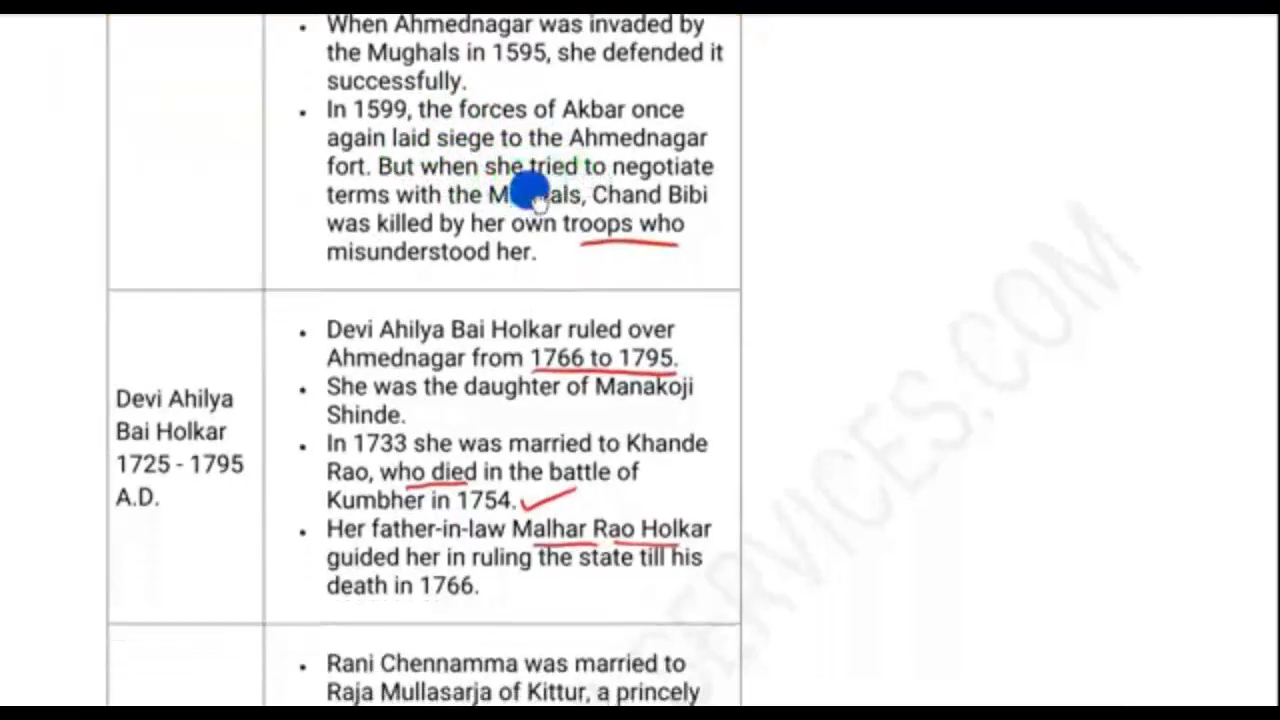 When Ahmednagar was invaded by
the Mughals in 1595, she defended it
successfully.
In 1599, the forces of Akbar once
again laid siege to the Ahmednagar
fort. But when she tried to negotiate
terms with the Mughals, Chand Bibi
was killed by her own troops who
misunderstood her.
Devi Ahilya
Bai Holkar
1725 - 1795
A.D.
Devi Ahilya Bai Holkar ruled over
Ahmednagar from 1766 to 1795.
She was the daughter of Manakoji
Shinde.
In 1733 she was married to Khande
Rao, who died in the battle of
Kumbher in 1754.
Her father-in-law Malhar Rao Holkar
guided her in ruling the state till his
death in 1766.
Rani Chennamma was married to
Raja Mullasarja of Kittur, a princely
SERVICES.COM